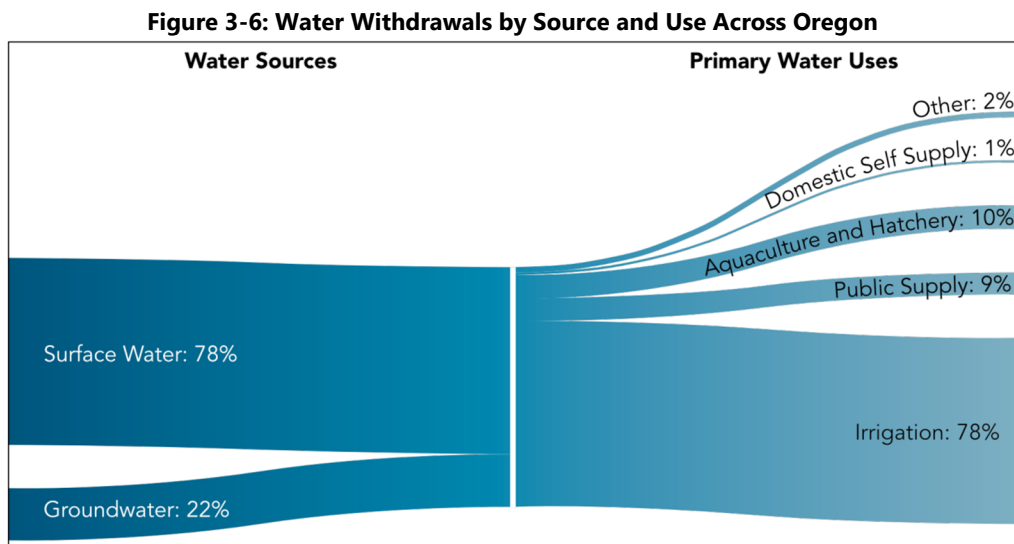 Figure 3-6: Water Withdrawals by Source and Use Across Oregon
Water Sources
Primary Water Uses
Other: 2%
Domestic Self Supply: 1%
Aquaculture and Hatchery: 10%
Public Supply: 9%
Surface Water: 78%
Irrigation: 78%
Groundwater: 22%